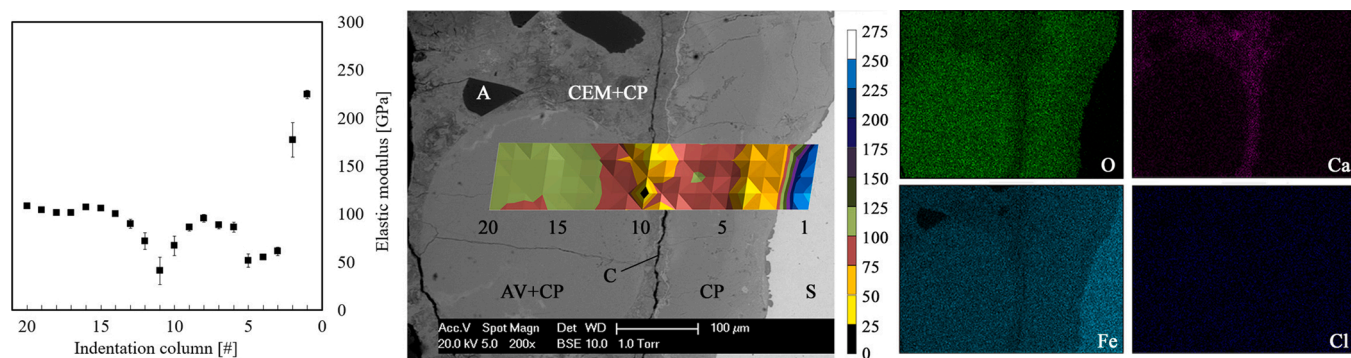 300
250
200
150
100
50
0
Elastic modulus [GPa]
20 15 10 5 0
Indentation column [#]
A
CEM+CP
20 15 10 5 1
C
AV+CP CP S
Acc.V Spot Magn Det WD 100 µm
20.0 kV 5.0 200x BSE 10.0 1.0 Torr
275
250
225
200
175
150
125
100
75
50
25
0
O
Ca
Fe
Cl